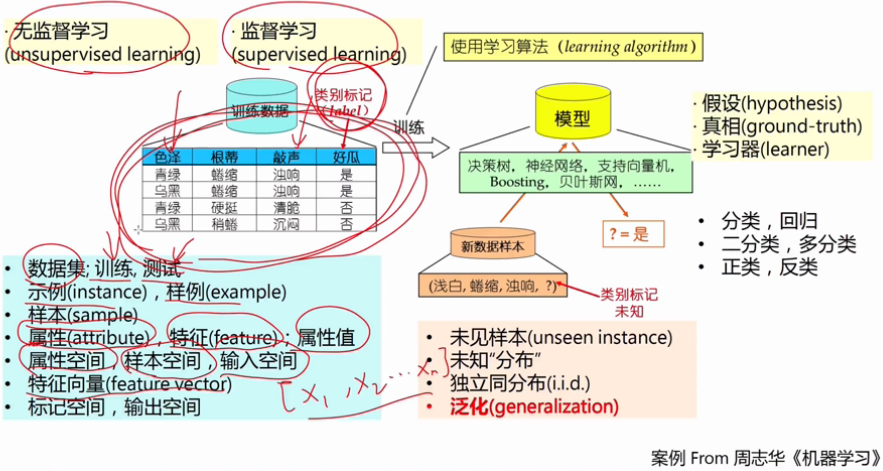 · 无监督学习
(unsupervised learning)
· 监督学习
(supervised learning)
使用学习算法（learning algorithm）
训练数据
类别标记
（label）
训练
模型
· 假设(hypothesis)
· 真相(ground-truth)
· 学习器(learner)
色泽 根蒂 敲声 好瓜
青绿 蜷缩 浊响 是
乌黑 蜷缩 浊响 是
青绿 硬挺 清脆 否
乌黑 稍蜷 沉闷 否
决策树，神经网络，支持向量机，
Boosting，贝叶斯网，……
新数据样本
? = 是
(浅白, 蜷缩, 浊响, ?)
类别标记
未知
• 分类，回归
• 二分类，多分类
• 正类，反类
• 数据集; 训练, 测试
• 示例(instance)，样例(example)
• 样本(sample)
• 属性(attribute)，特征(feature)；属性值
• 属性空间，样本空间，输入空间
• 特征向量(feature vector)
• 标记空间，输出空间
[x₁, x₂ … xₙ]
• 未见样本(unseen instance)
• 未知“分布”
• 独立同分布(i.i.d.)
• 泛化(generalization)
案例 From 周志华《机器学习》